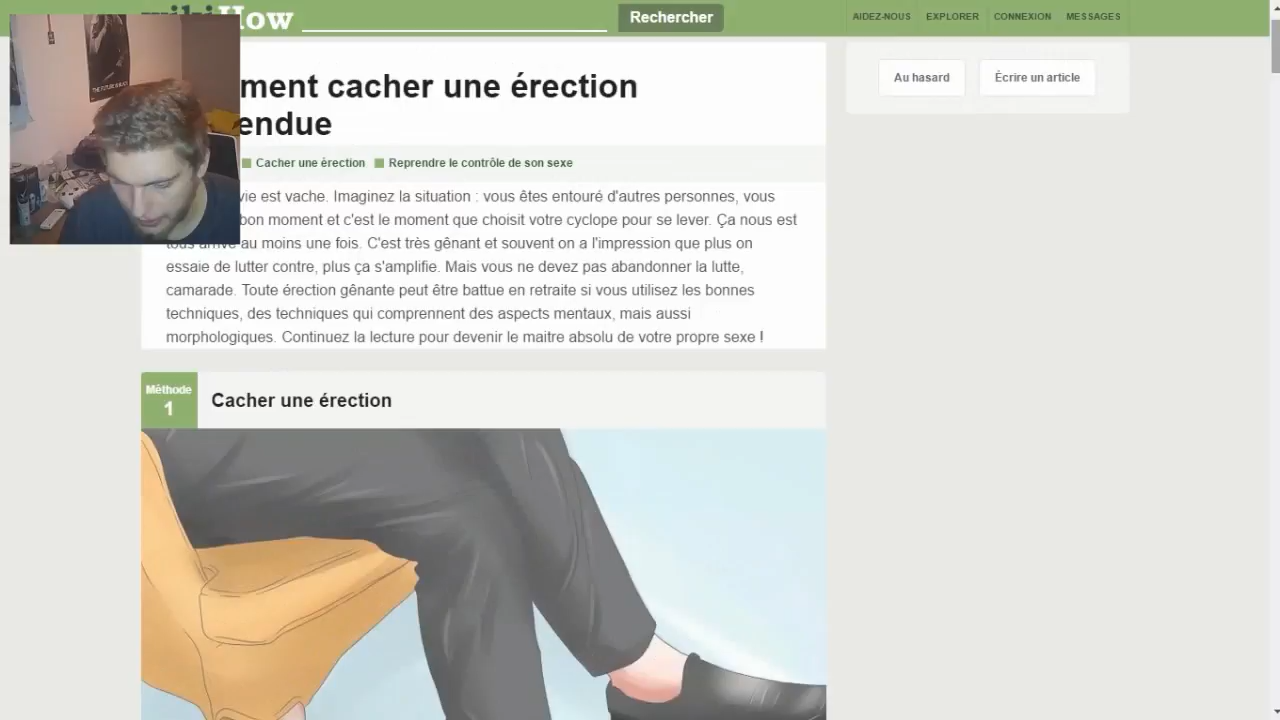 wikiHow
Rechercher
AIDEZ-NOUS EXPLORER CONNEXION MESSAGES
Au hasard
Écrire un article
ment cacher une érection
endue
Cacher une érection Reprendre le contrôle de son sexe
vie est vache. Imaginez la situation : vous êtes entouré d'autres personnes, vous
bon moment et c'est le moment que choisit votre cyclope pour se lever. Ça nous est
tous arrivé au moins une fois. C'est très gênant et souvent on a l'impression que plus on
essaie de lutter contre, plus ça s'amplifie. Mais vous ne devez pas abandonner la lutte,
camarade. Toute érection gênante peut être battue en retraite si vous utilisez les bonnes
techniques, des techniques qui comprennent des aspects mentaux, mais aussi
morphologiques. Continuez la lecture pour devenir le maitre absolu de votre propre sexe !
Méthode
1
Cacher une érection